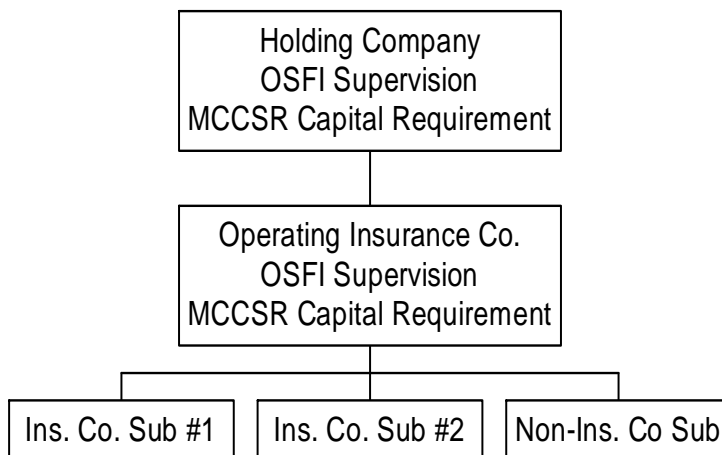 Holding Company
OSFI Supervision
MCCSR Capital Requirement
Operating Insurance Co.
OSFI Supervision
MCCSR Capital Requirement
Ins. Co. Sub #1
Ins. Co. Sub #2
Non-Ins. Co Sub